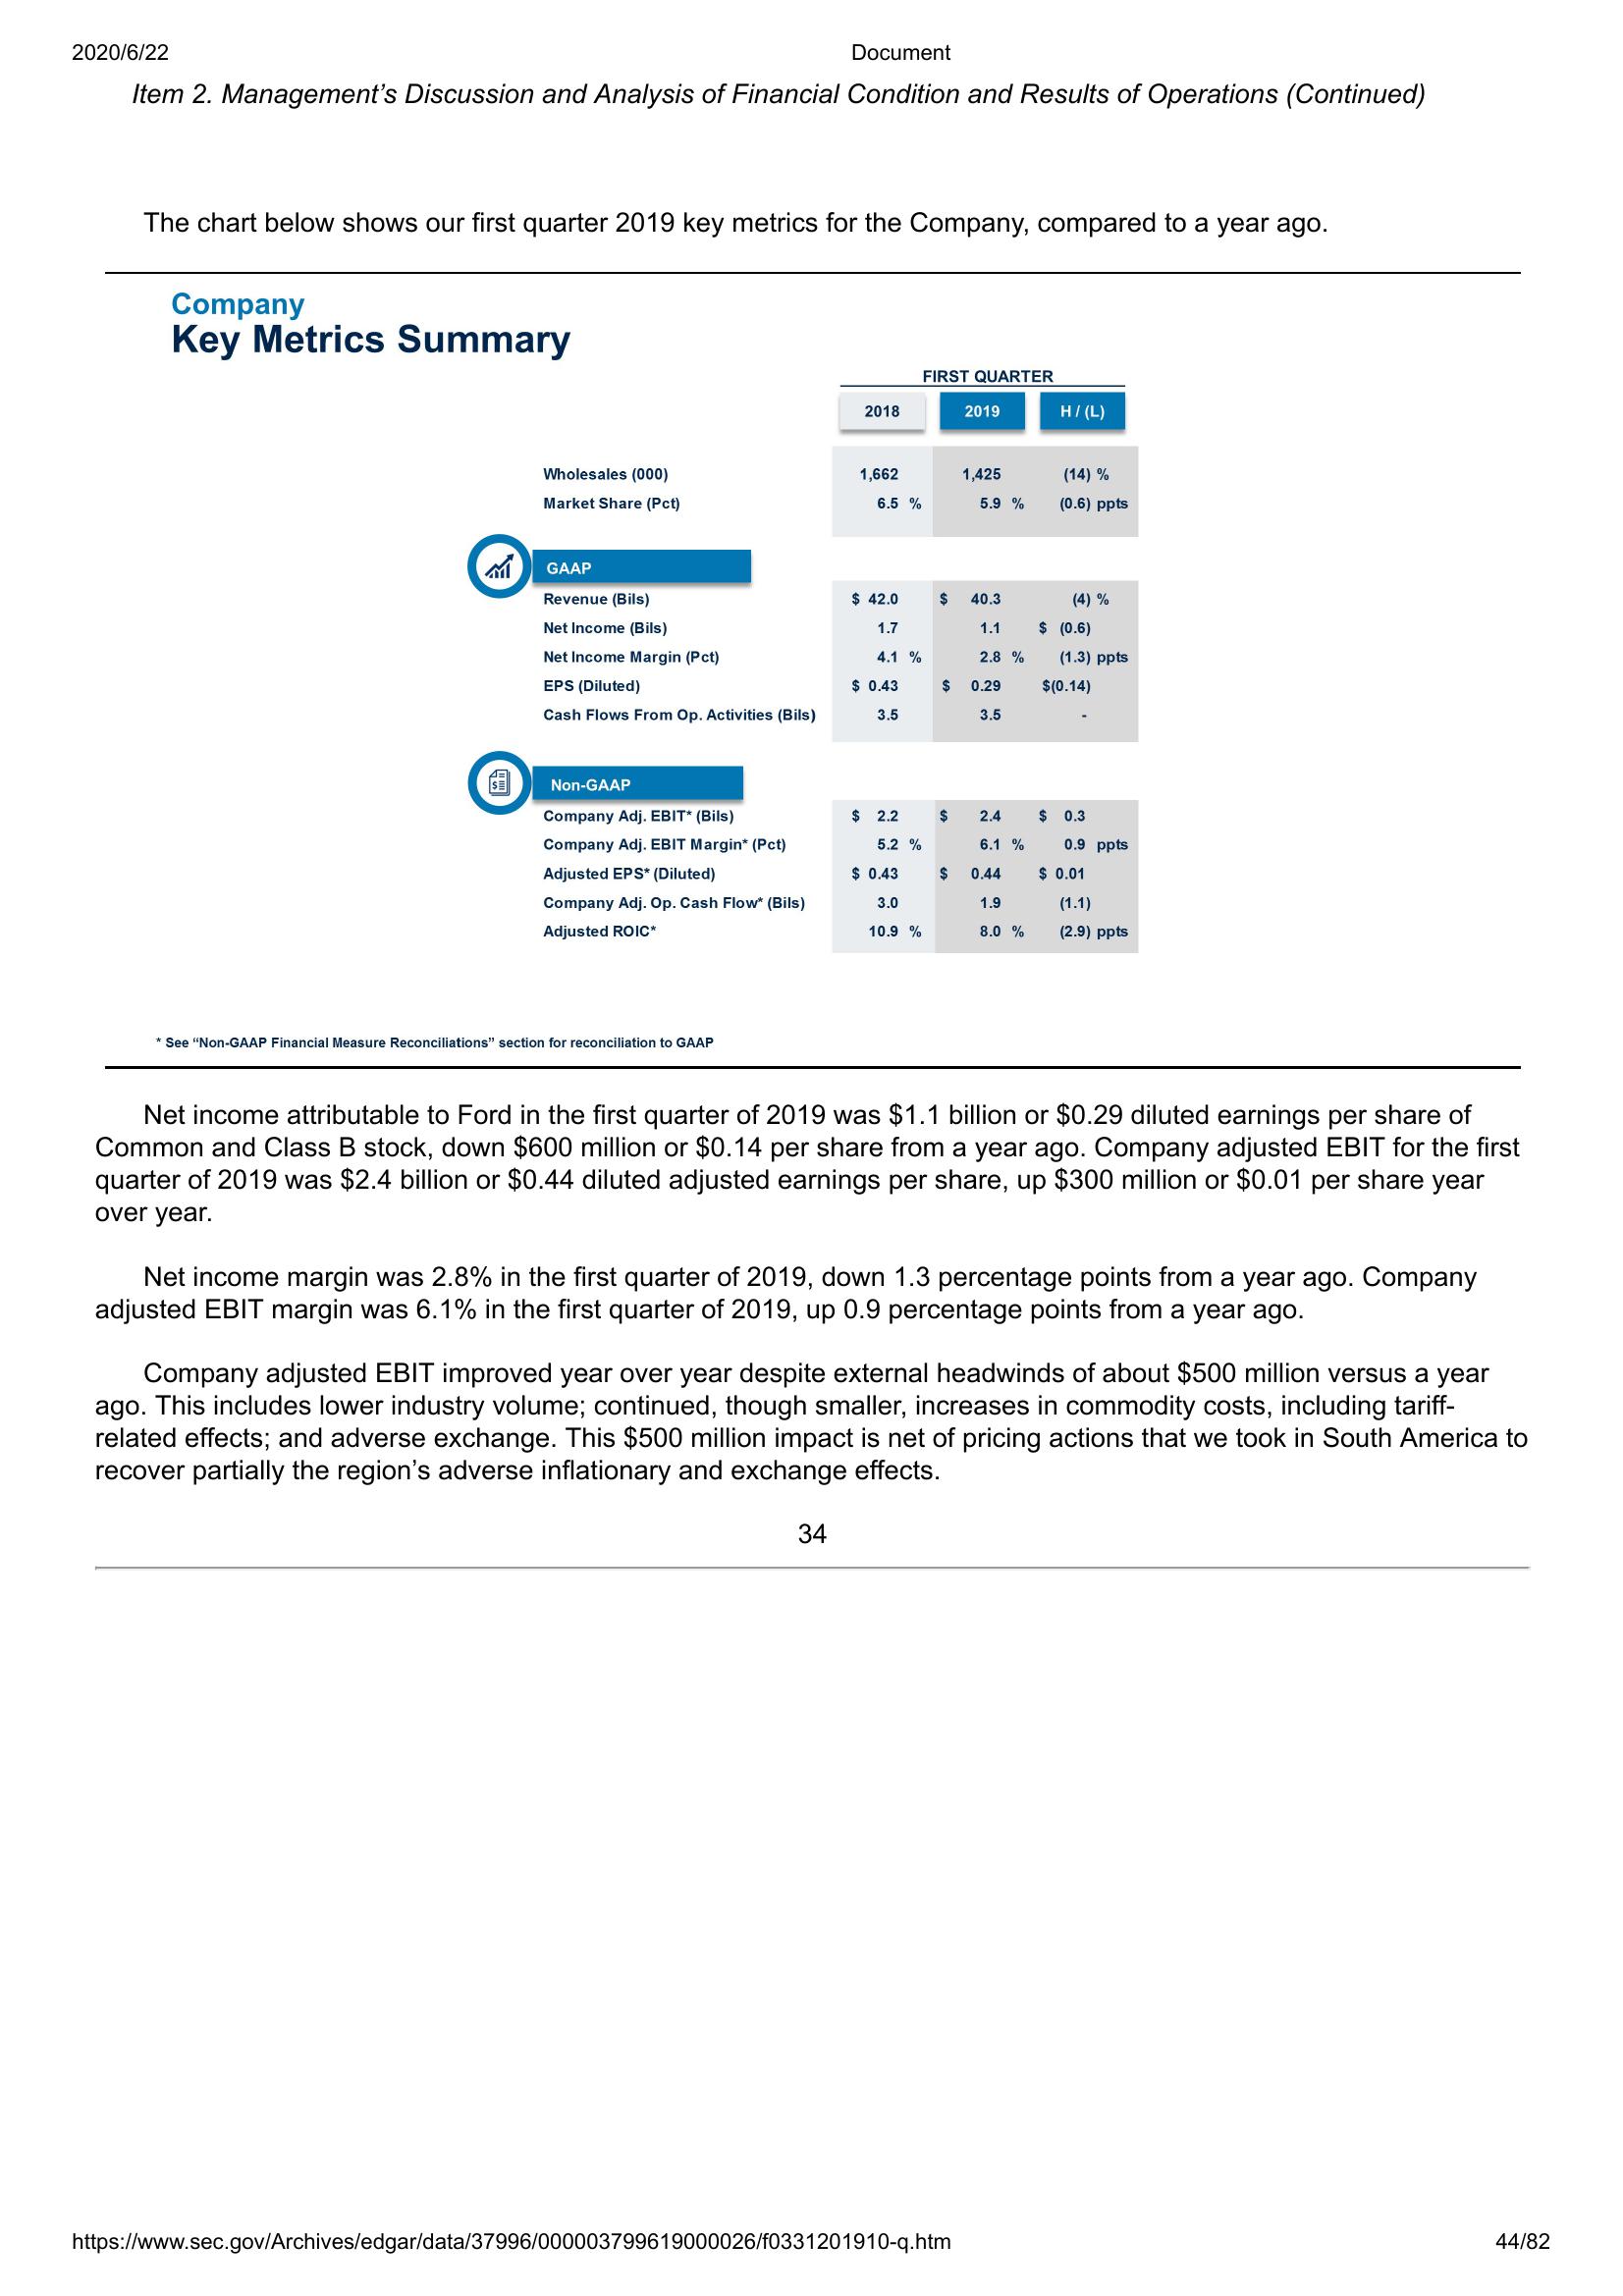 2020/6/22 Document
Item 2. Management’s Discussion and Analysis of Financial Condition and Results of Operations (Continued)
The chart below shows our first quarter 2019 key metrics for the Company, compared to a year ago.
Company
Key Metrics Summary
FIRST QUARTER
2018 2019 H / (L)
Wholesales (000) 1,662 1,425 (14) %
Market Share (Pct) 6.5 % 5.9 % (0.6) ppts
GAAP
Revenue (Bils) $ 42.0 $ 40.3 (4) %
Net Income (Bils) 1.7 1.1 $ (0.6)
Net Income Margin (Pct) 4.1 % 2.8 % (1.3) ppts
EPS (Diluted) $ 0.43 $ 0.29 $(0.14)
Cash Flows From Op. Activities (Bils) 3.5 3.5 -
Non-GAAP
Company Adj. EBIT* (Bils) $ 2.2 $ 2.4 $ 0.3
Company Adj. EBIT Margin* (Pct) 5.2 % 6.1 % 0.9 ppts
Adjusted EPS* (Diluted) $ 0.43 $ 0.44 $ 0.01
Company Adj. Op. Cash Flow* (Bils) 3.0 1.9 (1.1)
Adjusted ROIC* 10.9 % 8.0 % (2.9) ppts
* See “Non-GAAP Financial Measure Reconciliations” section for reconciliation to GAAP
Net income attributable to Ford in the first quarter of 2019 was $1.1 billion or $0.29 diluted earnings per share of
Common and Class B stock, down $600 million or $0.14 per share from a year ago. Company adjusted EBIT for the first
quarter of 2019 was $2.4 billion or $0.44 diluted adjusted earnings per share, up $300 million or $0.01 per share year
over year.
Net income margin was 2.8% in the first quarter of 2019, down 1.3 percentage points from a year ago. Company
adjusted EBIT margin was 6.1% in the first quarter of 2019, up 0.9 percentage points from a year ago.
Company adjusted EBIT improved year over year despite external headwinds of about $500 million versus a year
ago. This includes lower industry volume; continued, though smaller, increases in commodity costs, including tariff-
related effects; and adverse exchange. This $500 million impact is net of pricing actions that we took in South America to
recover partially the region’s adverse inflationary and exchange effects.
34
https://www.sec.gov/Archives/edgar/data/37996/000003799619000026/f0331201910-q.htm 44/82